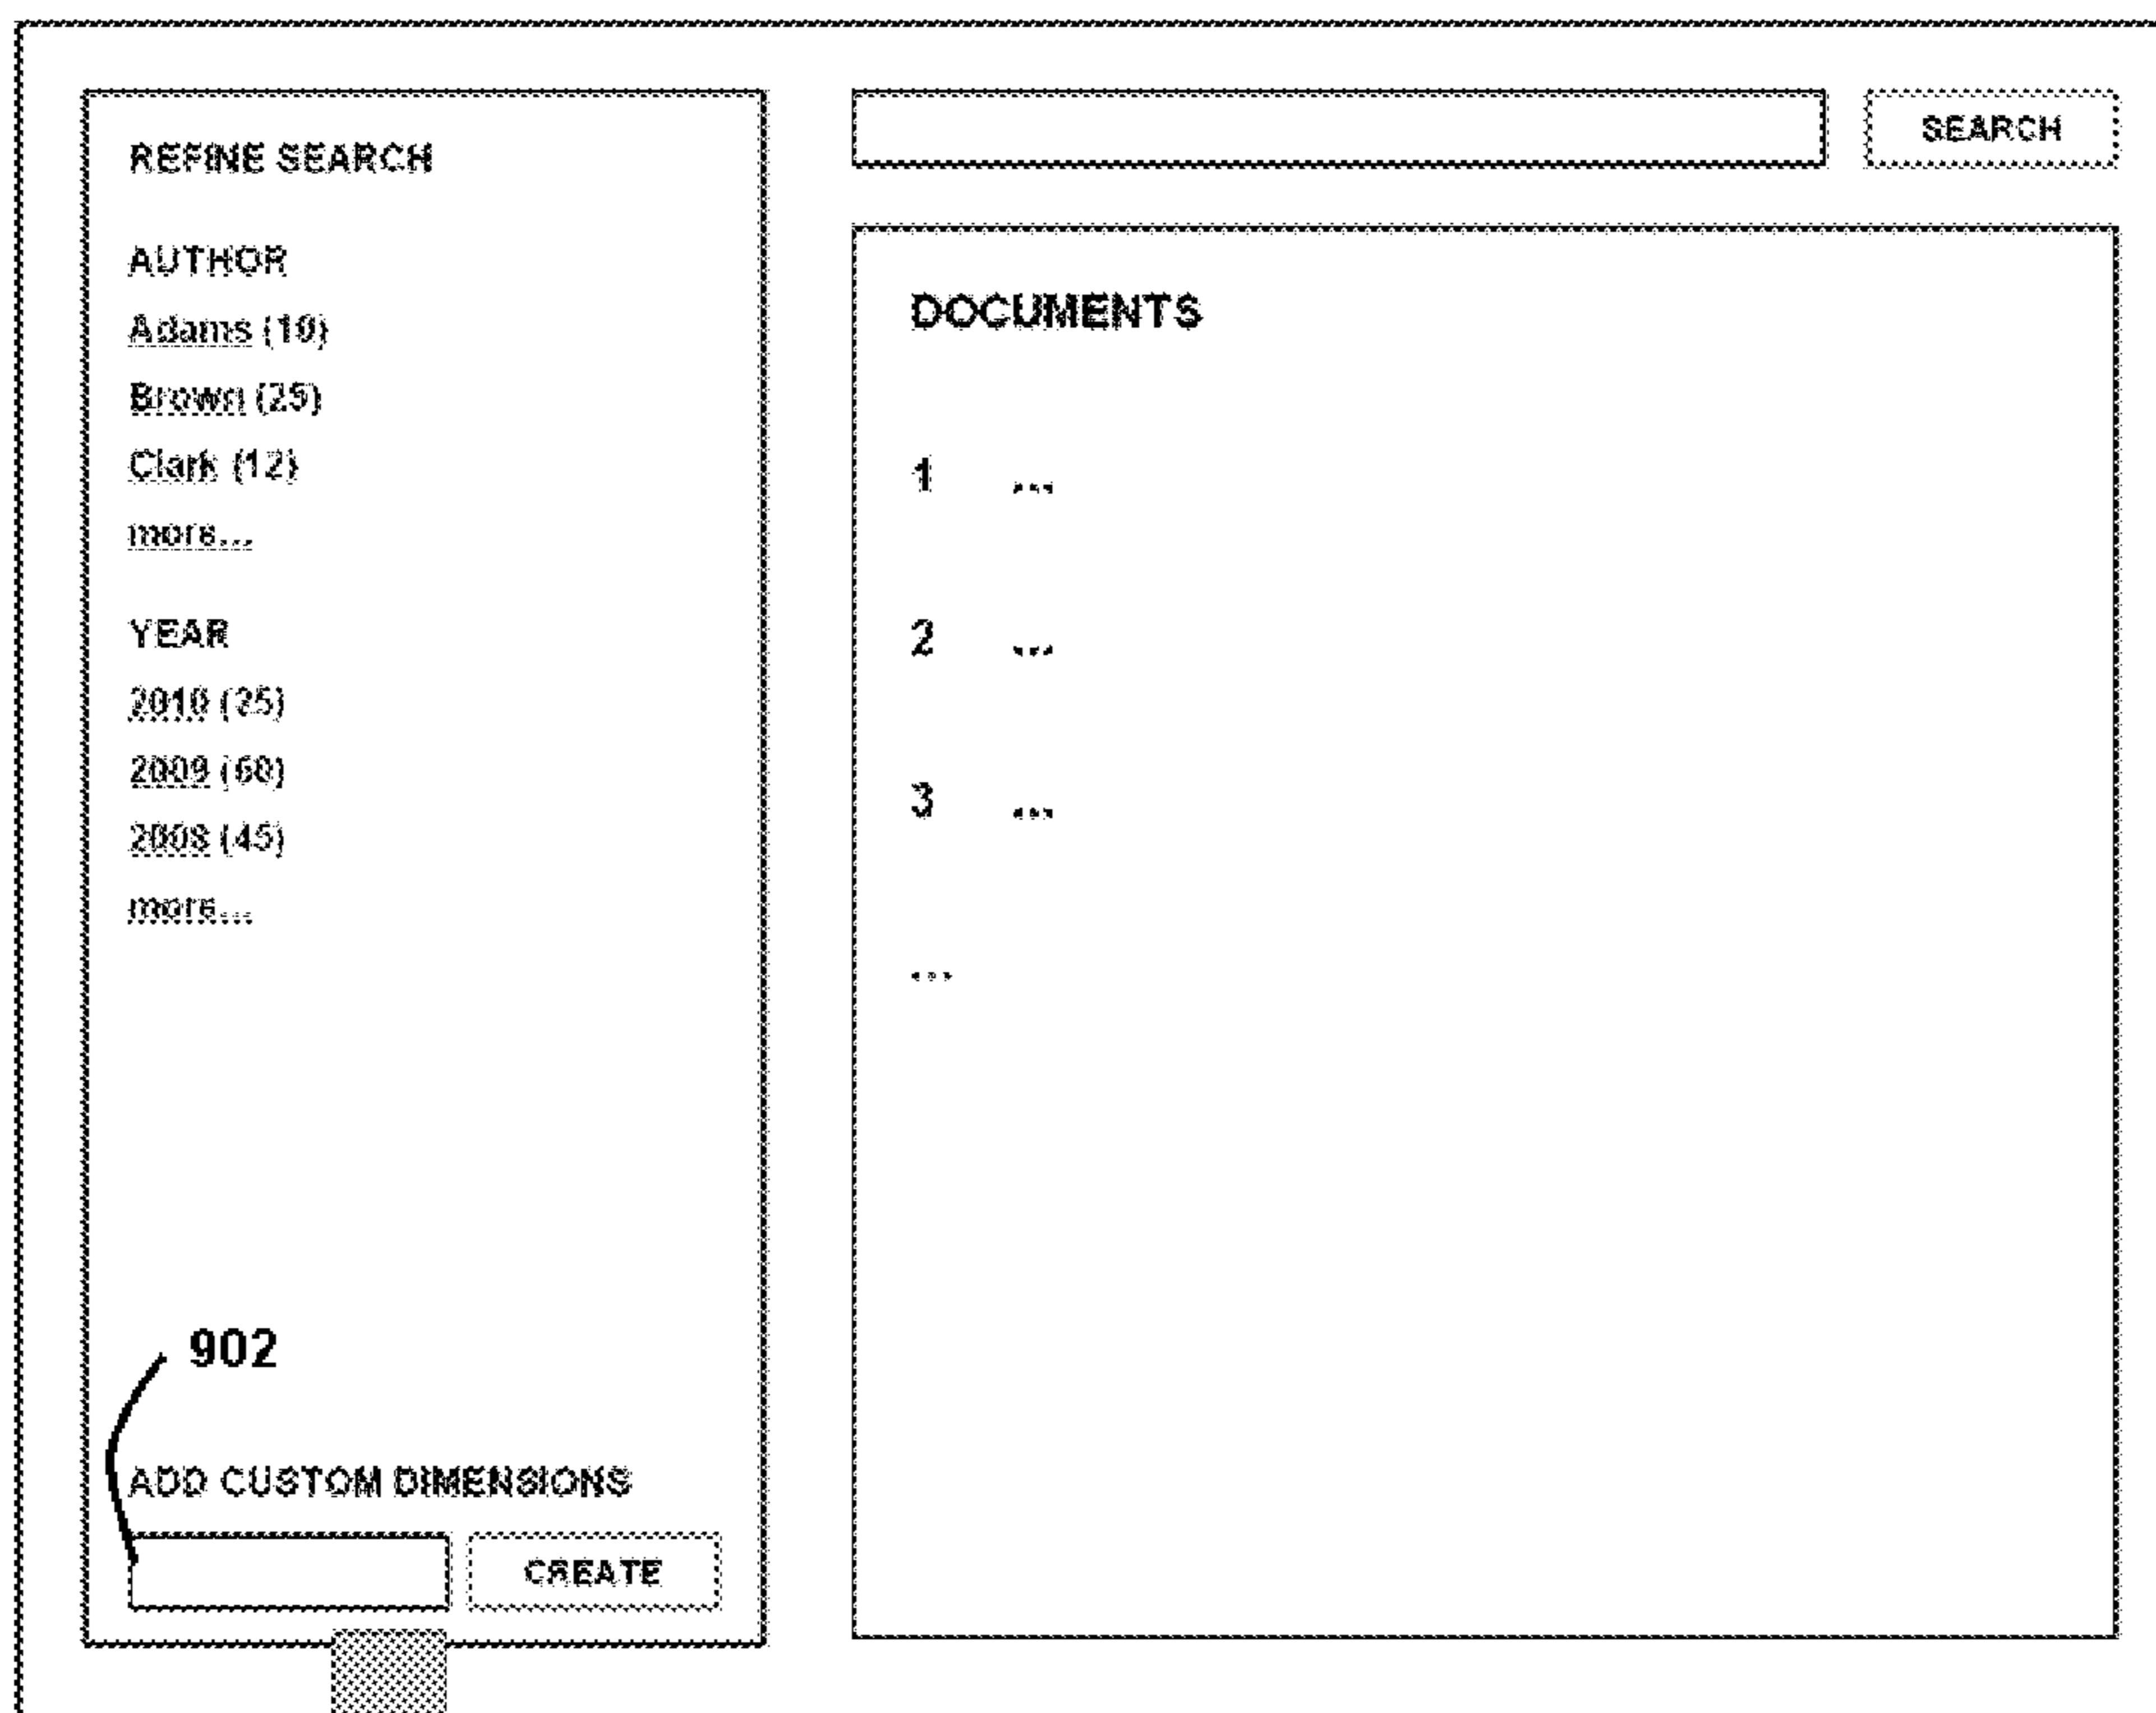 REFINE SEARCH
AUTHOR
Adams (10)
Brown (25)
Clark (12)
more...
YEAR
2010 (25)
2009 (60)
2008 (45)
more...
902
ADD CUSTOM DIMENSIONS
CREATE
SEARCH
DOCUMENTS
1 ...
2 ...
3 ...
...